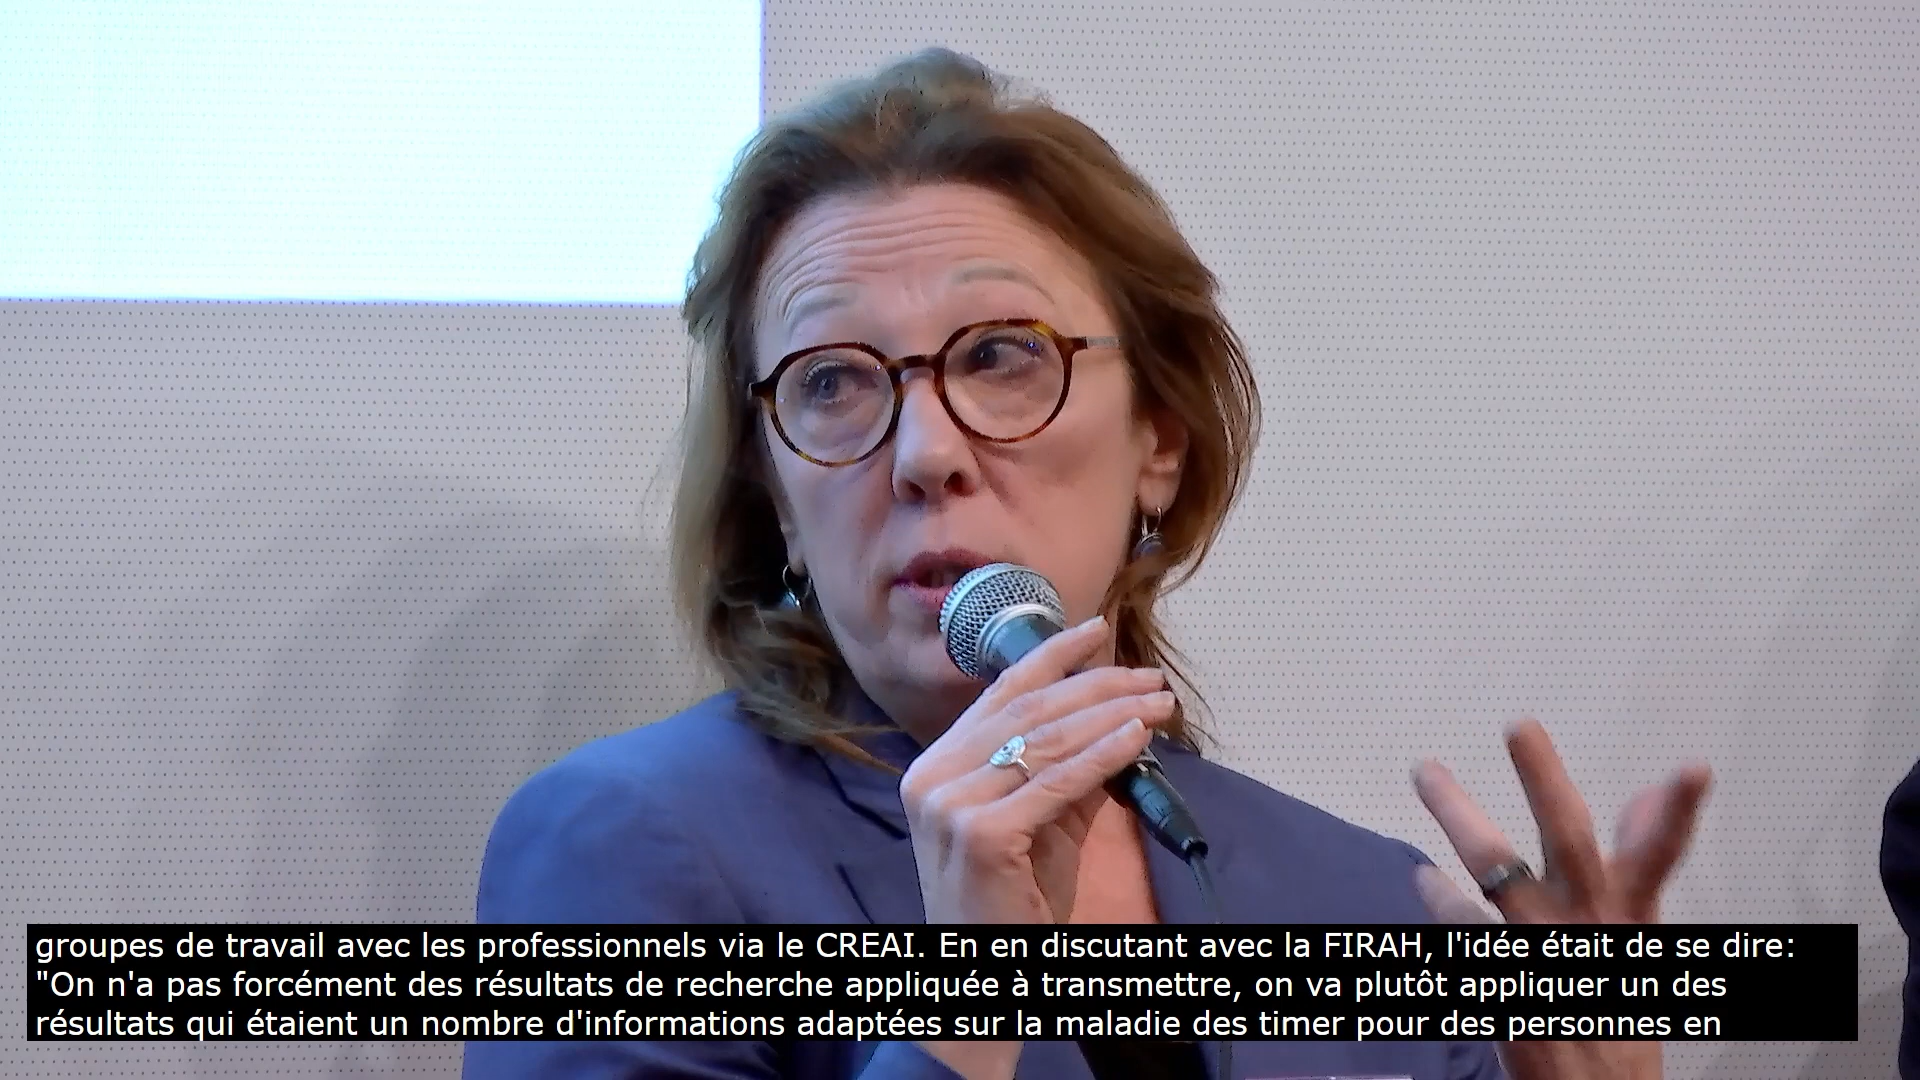 groupes de travail avec les professionnels via le CREAI. En en discutant avec la FIRAH, l'idée était de se dire:
"On n'a pas forcément des résultats de recherche appliquée à transmettre, on va plutôt appliquer un des
résultats qui étaient un nombre d'informations adaptées sur la maladie des timer pour des personnes en